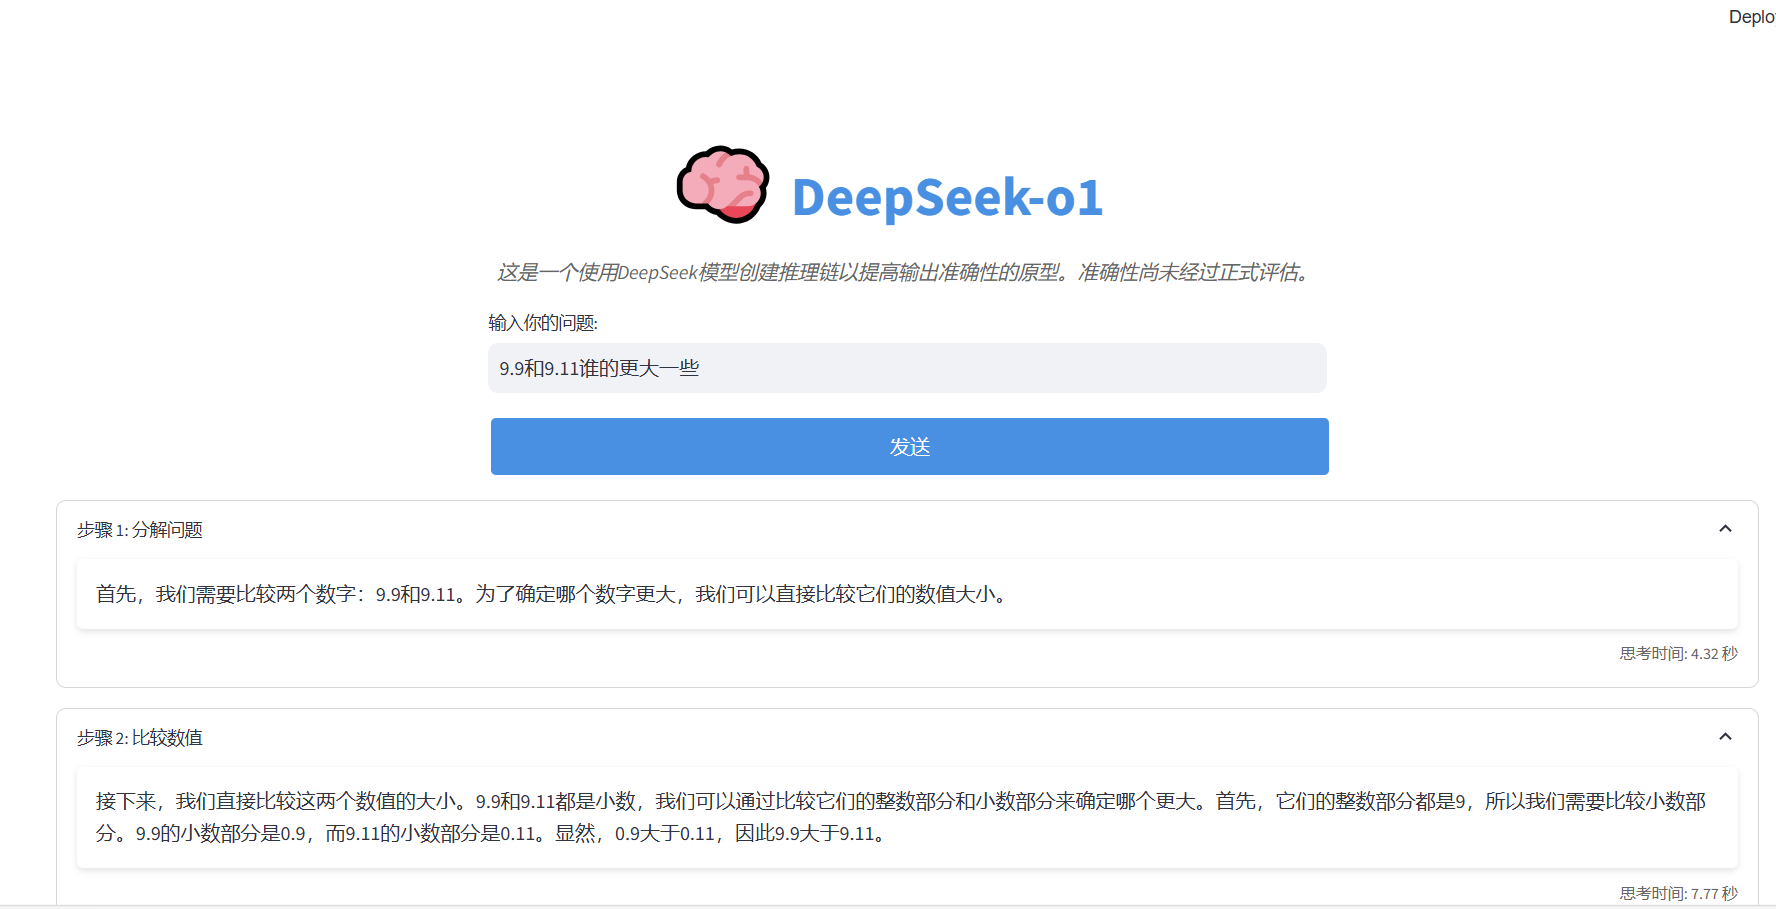 Deplo
DeepSeek-o1
这是一个使用DeepSeek模型创建推理链以提高输出准确性的原型。准确性尚未经过正式评估。
输入你的问题:
9.9和9.11谁的更大一些
发送
步骤 1: 分解问题
首先，我们需要比较两个数字：9.9和9.11。为了确定哪个数字更大，我们可以直接比较它们的数值大小。
思考时间: 4.32 秒
步骤 2: 比较数值
接下来，我们直接比较这两个数值的大小。9.9和9.11都是小数，我们可以通过比较它们的整数部分和小数部分来确定哪个更大。首先，它们的整数部分都是9，所以我们需要比较小数部
分。9.9的小数部分是0.9，而9.11的小数部分是0.11。显然，0.9大于0.11，因此9.9大于9.11。
思考时间: 7.77 秒